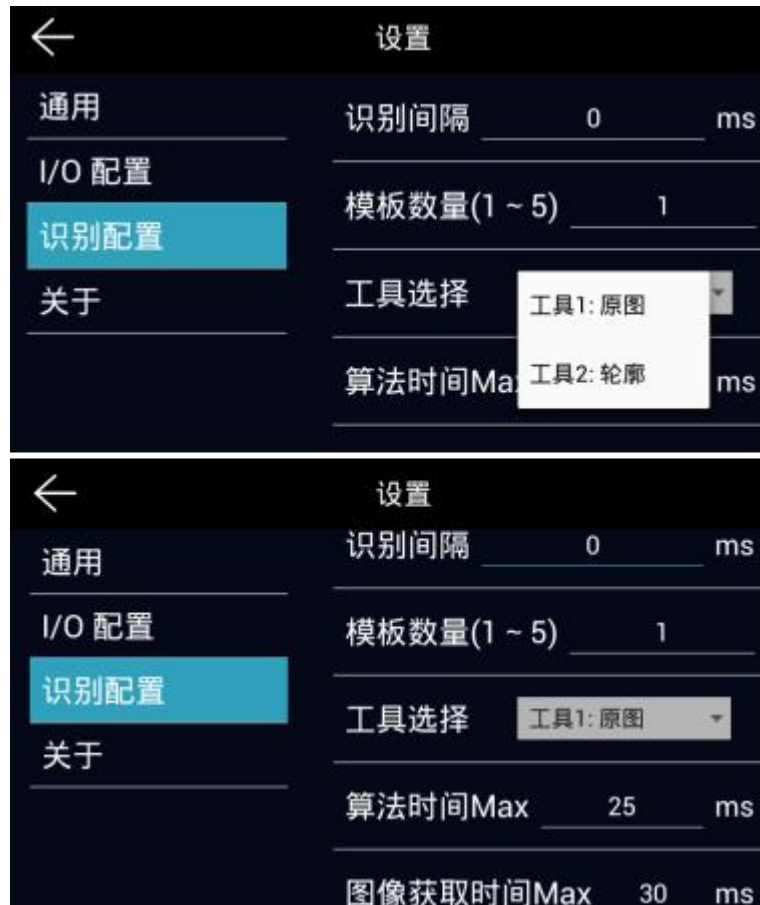 设置
通用
I/O 配置
识别配置
关于
识别间隔 0 ms
模板数量(1 ~ 5) 1
工具选择
工具1: 原图
工具2: 轮廓
算法时间Ma ms
设置
通用
I/O 配置
识别配置
关于
识别间隔 0 ms
模板数量(1 ~ 5) 1
工具选择 工具1: 原图
算法时间Max 25 ms
图像获取时间Max 30 ms